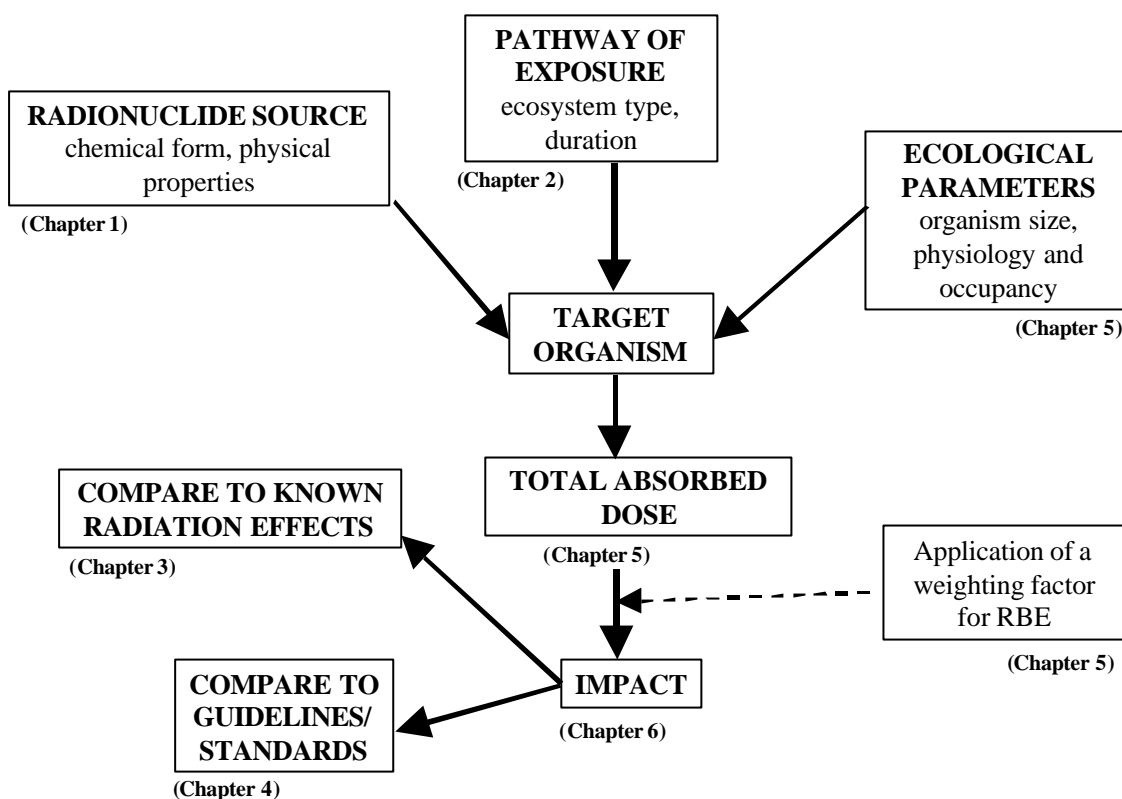 PATHWAY OF
EXPOSURE
ecosystem type,
duration
(Chapter 2)
RADIONUCLIDE SOURCE
chemical form, physical
properties
(Chapter 1)
ECOLOGICAL
PARAMETERS
organism size,
physiology and
occupancy
(Chapter 5)
TARGET
ORGANISM
TOTAL ABSORBED
DOSE
(Chapter 5)
COMPARE TO KNOWN
RADIATION EFFECTS
(Chapter 3)
Application of a
weighting factor
for RBE
(Chapter 5)
IMPACT
(Chapter 6)
COMPARE TO
GUIDELINES/
STANDARDS
(Chapter 4)